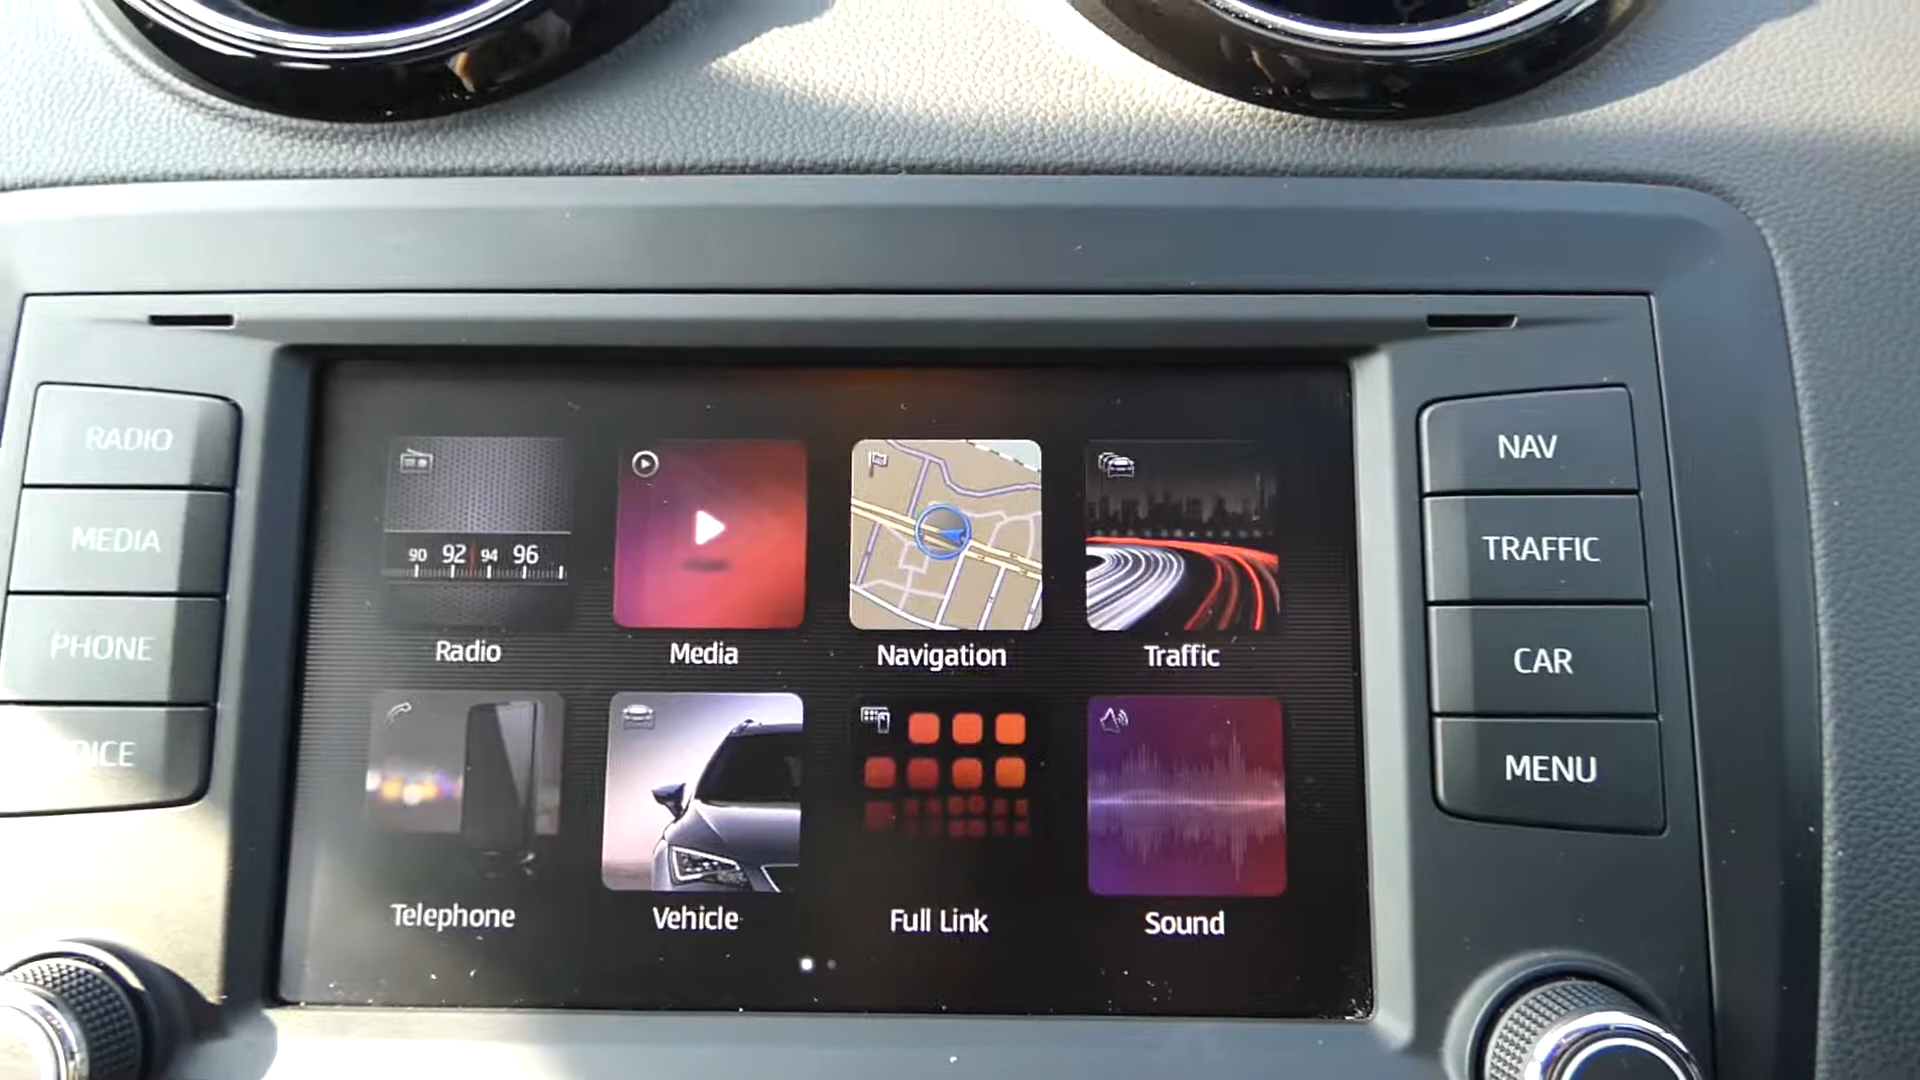 RADIO
MEDIA
PHONE
OICE
90 92 94 96
Radio
Media
Navigation
Traffic
Telephone
Vehicle
Full Link
Sound
NAV
TRAFFIC
CAR
MENU